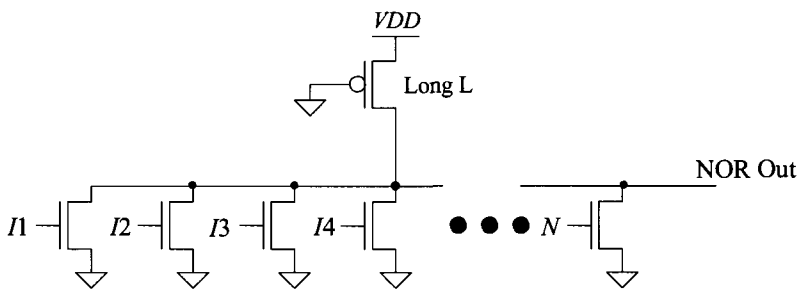 VDD
Long L
NOR Out
I1
I2
I3
I4
N